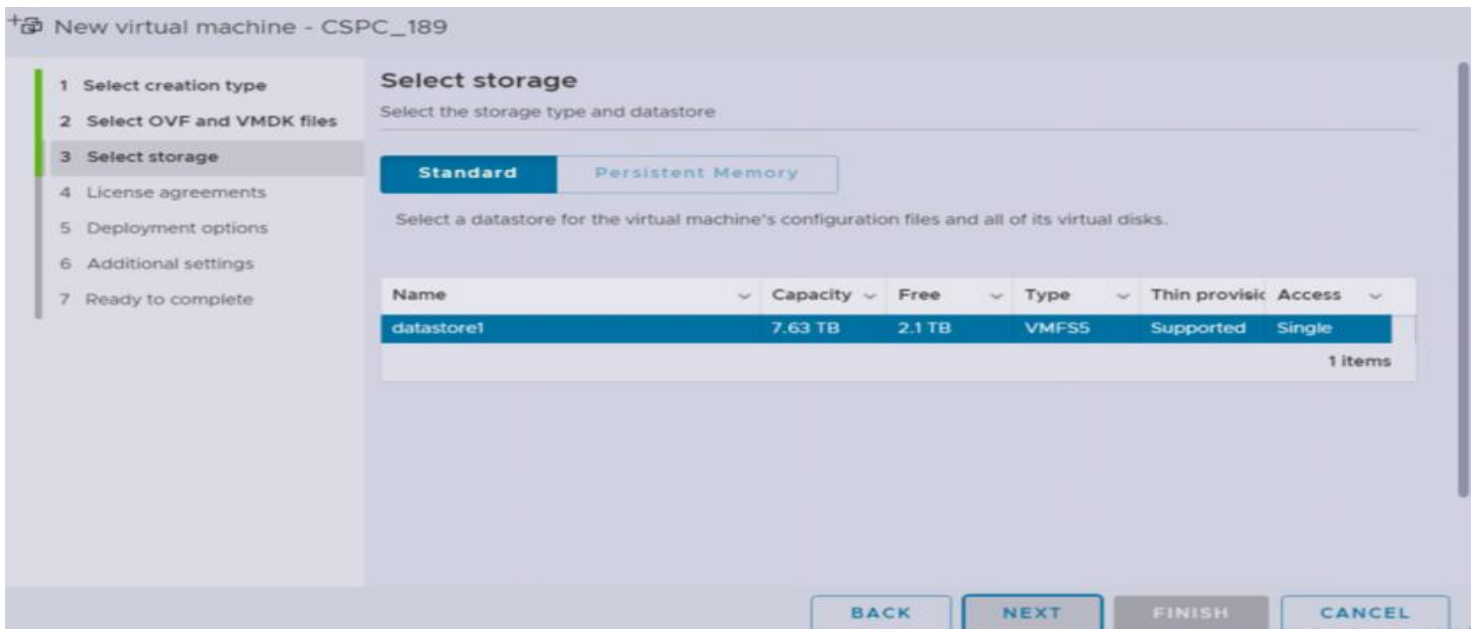 New virtual machine - CSPC_189
1 Select creation type
2 Select OVF and VMDK files
3 Select storage
4 License agreements
5 Deployment options
6 Additional settings
7 Ready to complete
Select storage
Select the storage type and datastore
Standard Persistent Memory
Select a datastore for the virtual machine's configuration files and all of its virtual disks.
Name Capacity Free Type Thin provisic Access
datastore1 7.63 TB 2.1 TB VMFS5 Supported Single
1 items
BACK NEXT FINISH CANCEL